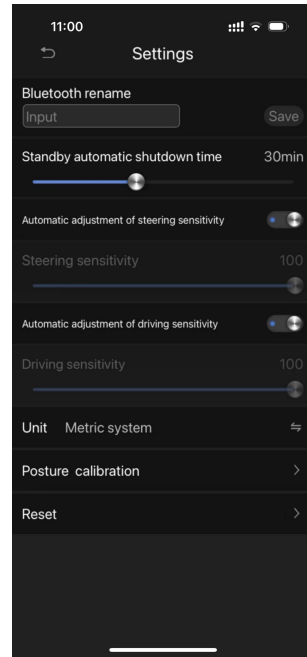 11:00
Settings
Bluetooth rename
Input
Save
Standby automatic shutdown time 30min
Automatic adjustment of steering sensitivity
Steering sensitivity 100
Automatic adjustment of driving sensitivity
Driving sensitivity 100
Unit Metric system
Posture calibration
Reset